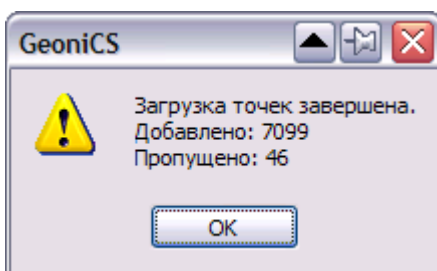 GeoniCS
Загрузка точек завершена.
Добавлено: 7099
Пропущено: 46
OK